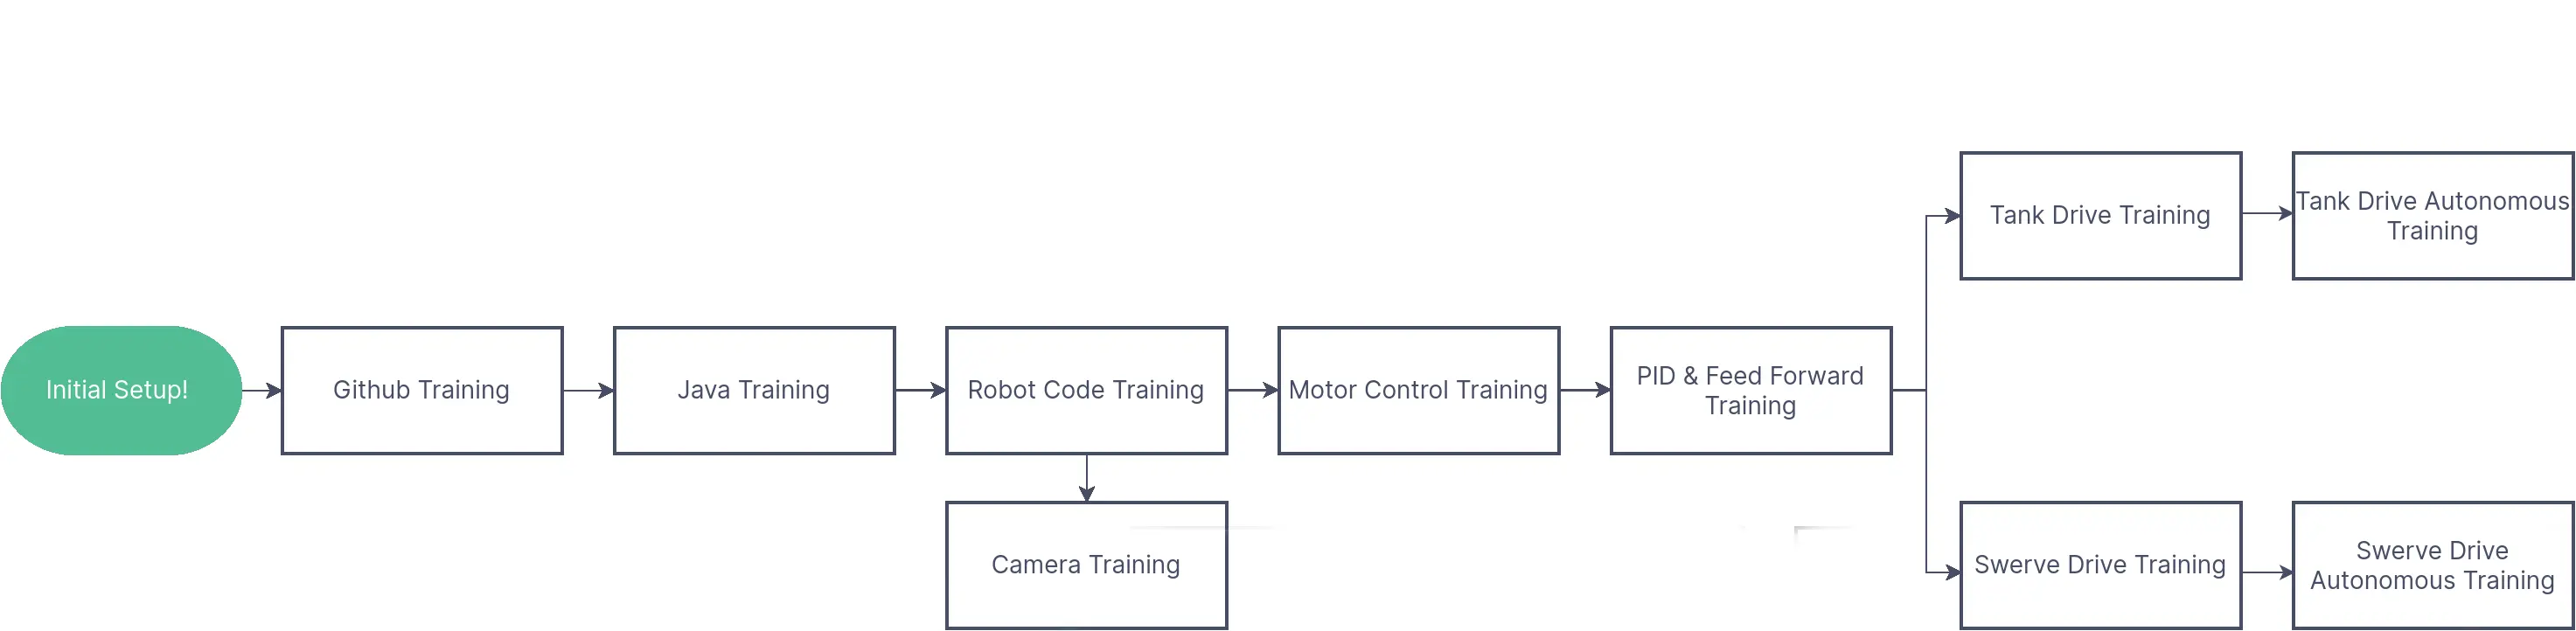 Initial Setup!
Github Training
Java Training
Robot Code Training
Motor Control Training
PID & Feed Forward
Training
Tank Drive Training
Tank Drive Autonomous
Training
Camera Training
Swerve Drive Training
Swerve Drive
Autonomous Training